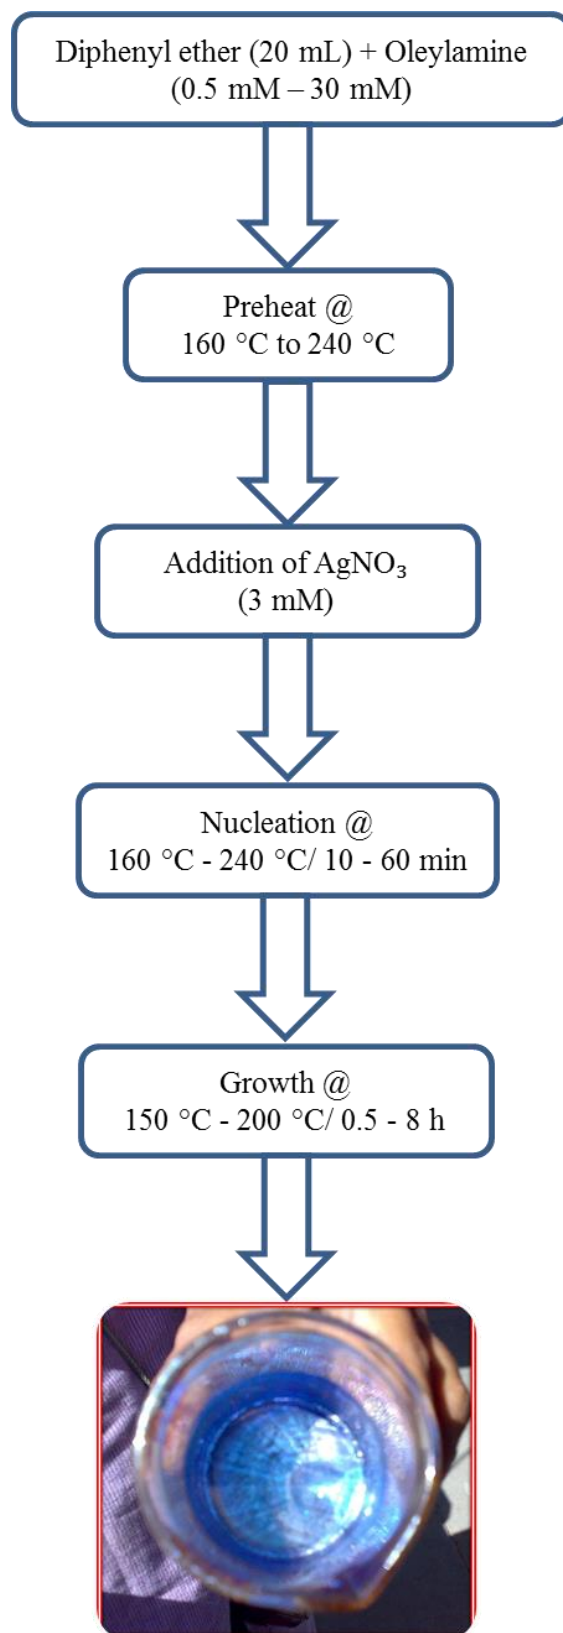 Diphenyl ether (20 mL) + Oleylamine
(0.5 mM – 30 mM)
Preheat @
160 °C to 240 °C
Addition of AgNO₃
(3 mM)
Nucleation @
160 °C - 240 °C/ 10 - 60 min
Growth @
150 °C - 200 °C/ 0.5 - 8 h